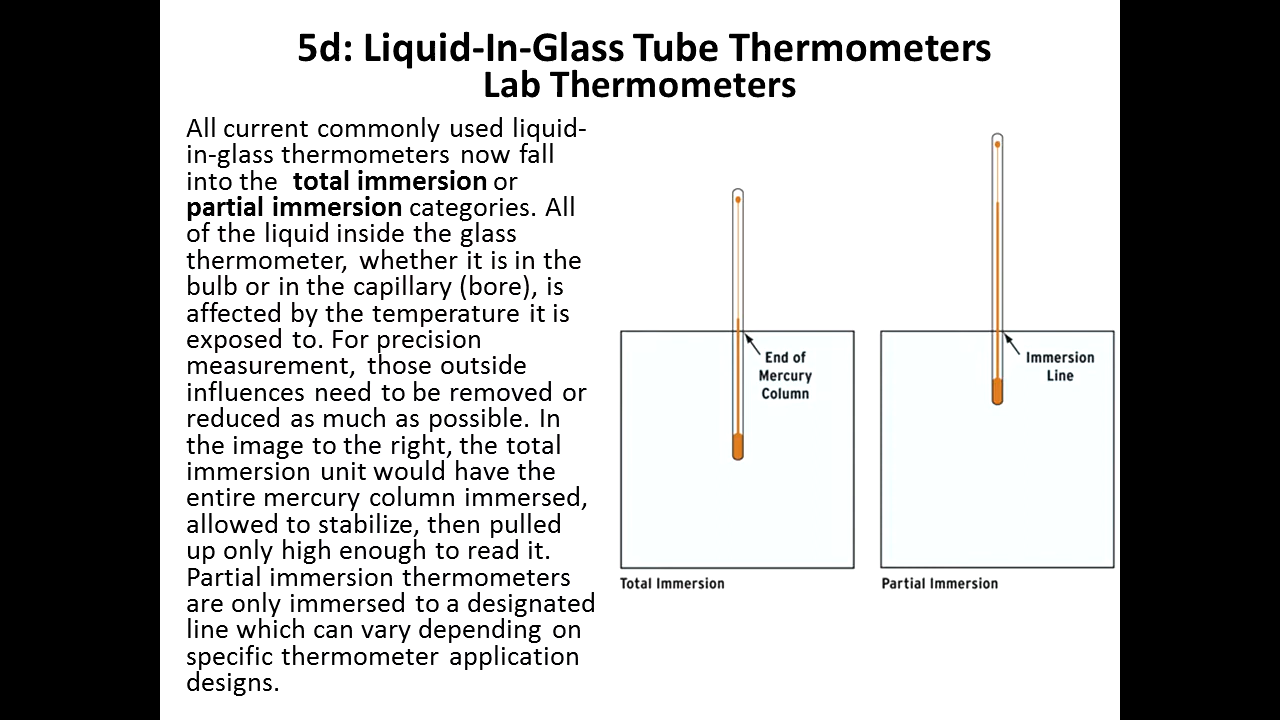 5d: Liquid-In-Glass Tube Thermometers
Lab Thermometers
All current commonly used liquid-
in-glass thermometers now fall
into the total immersion or
partial immersion categories. All
of the liquid inside the glass
thermometer, whether it is in the
bulb or in the capillary (bore), is
affected by the temperature it is
exposed to. For precision
measurement, those outside
influences need to be removed or
reduced as much as possible. In
the image to the right, the total
immersion unit would have the
entire mercury column immersed,
allowed to stabilize, then pulled
up only high enough to read it.
Partial immersion thermometers
are only immersed to a designated
line which can vary depending on
specific thermometer application
designs.
End of
Mercury
Column
Total Immersion
Immersion
Line
Partial Immersion